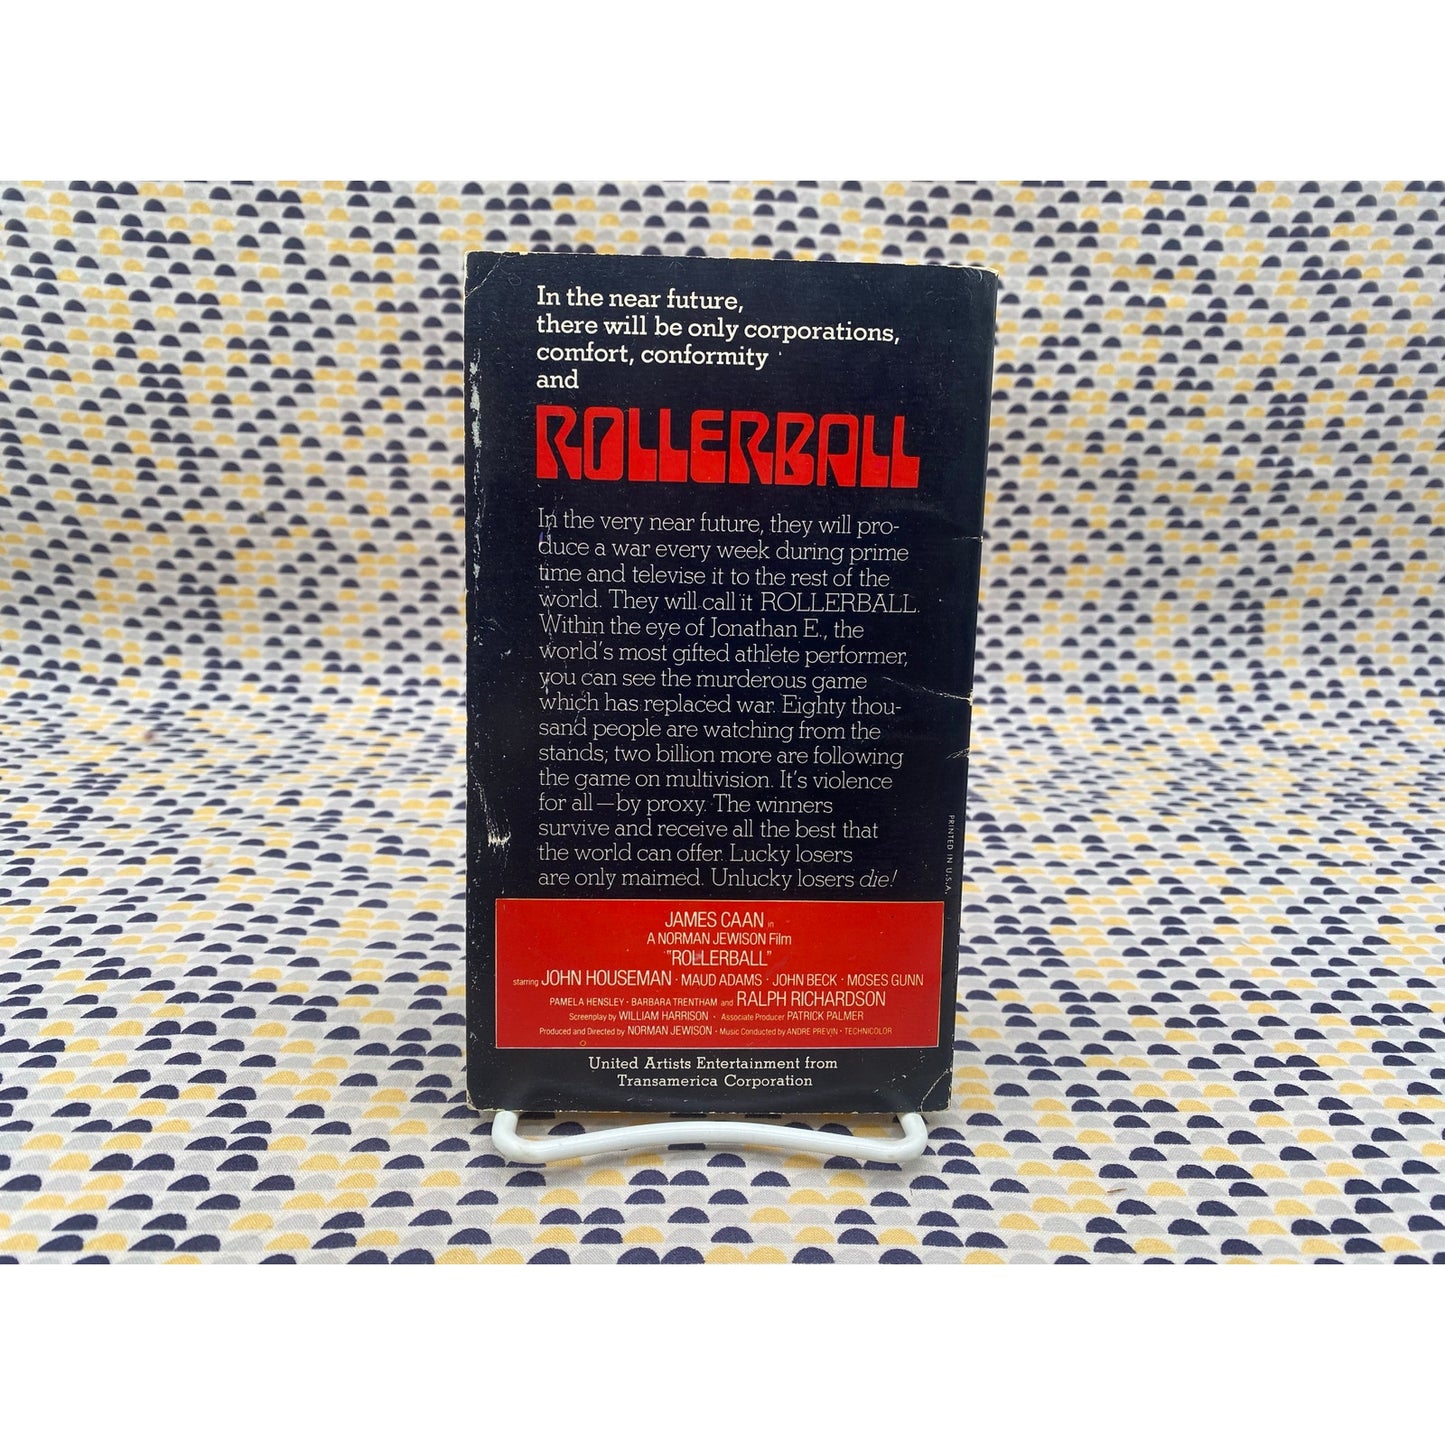 In the near future,
there will be only corporations,
comfort, conformity
and
ROLLERBALL
In the very near future, they will pro-
duce a war every week during prime
time and televise it to the rest of the
world. They will call it ROLLERBALL.
Within the eye of Jonathan E., the
world's most gifted athlete performer,
you can see the murderous game
which has replaced war. Eighty thou-
sand people are watching from the
stands; two billion more are following
the game on multivision. It's violence
for all—by proxy. The winners
survive and receive all the best that
the world can offer. Lucky losers
are only maimed. Unlucky losers die!
PRINTED IN U.S.A.
JAMES CAAN in
A NORMAN JEWISON Film
"ROLLERBALL"
starring JOHN HOUSEMAN · MAUD ADAMS · JOHN BECK · MOSES GUNN
PAMELA HENSLEY · BARBARA TRENTHAM and RALPH RICHARDSON
Screenplay by WILLIAM HARRISON · Associate Producer PATRICK PALMER
Produced and Directed by NORMAN JEWISON · Music Conducted by ANDRE PREVIN · TECHNICOLOR
United Artists Entertainment from
Transamerica Corporation